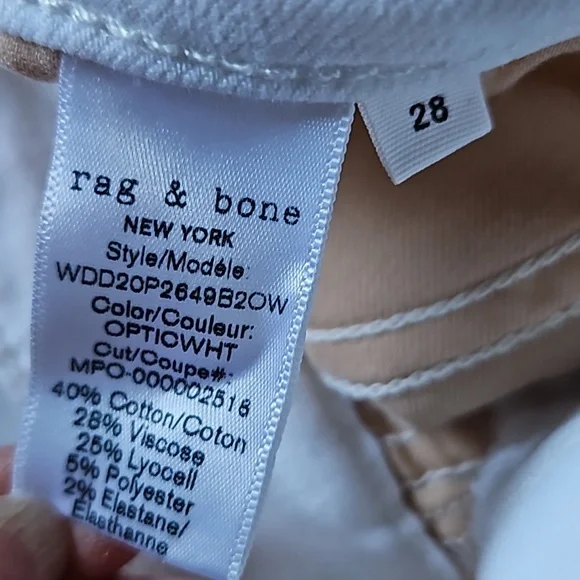 28
rag & bone
NEW YORK
Style/Modèle:
WDD20P2649B2OW
Color/Couleur:
OPTICWHT
Cut/Coupe#:
MPO-000002518
40% Cotton/Coton
28% Viscose
25% Lyocell
5% Polyester
2% Elastane/
Elasthanne